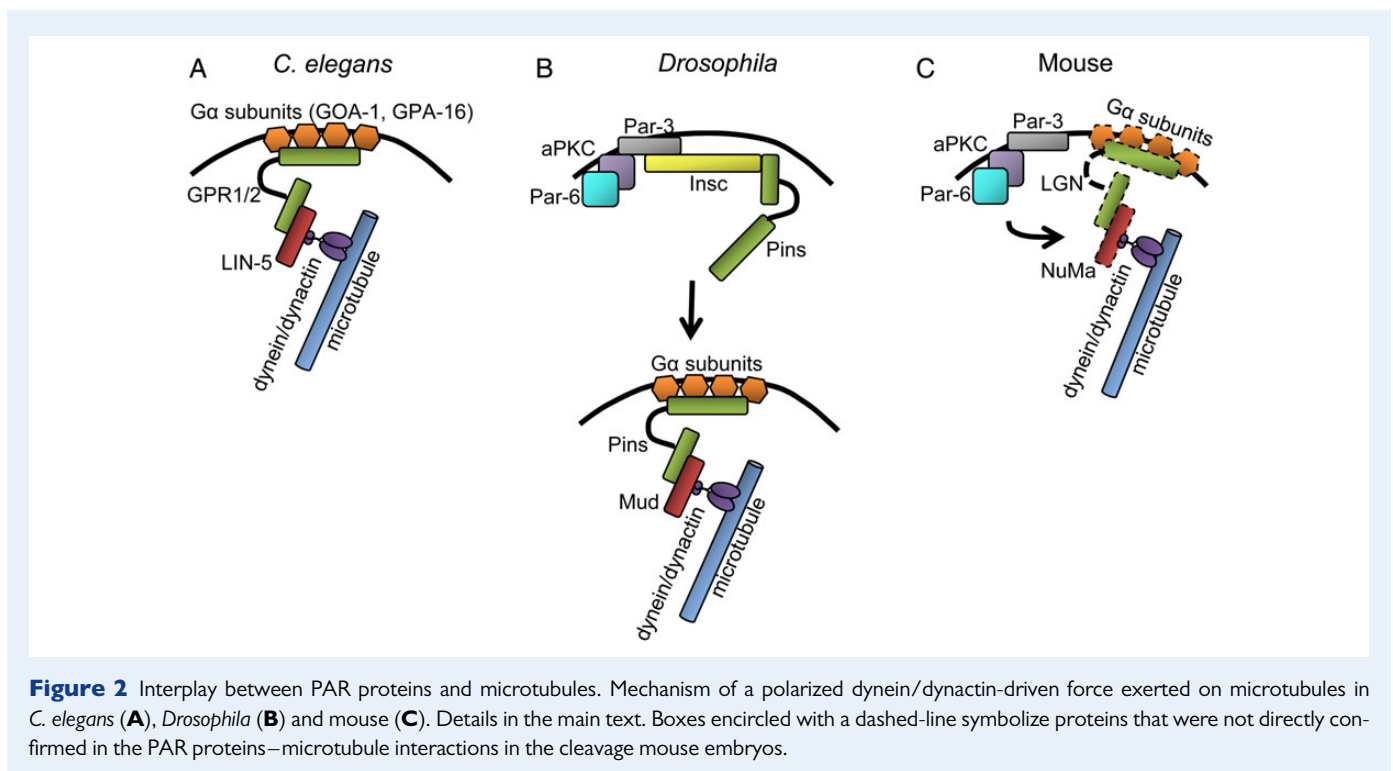 A
C. elegans
Gα subunits (GOA-1, GPA-16)
GPR1/2
LIN-5
dynein/dynactin
microtubule
B
Drosophila
Par-3
aPKC
Par-6
Insc
Pins
Gα subunits
Pins
Mud
dynein/dynactin
microtubule
C
Mouse
Par-3
Gα subunits
aPKC
LGN
Par-6
NuMa
dynein/dynactin
microtubule
Figure 2 Interplay between PAR proteins and microtubules. Mechanism of a polarized dynein/dynactin-driven force exerted on microtubules in
C. elegans (A), Drosophila (B) and mouse (C). Details in the main text. Boxes encircled with a dashed-line symbolize proteins that were not directly con-
firmed in the PAR proteins–microtubule interactions in the cleavage mouse embryos.